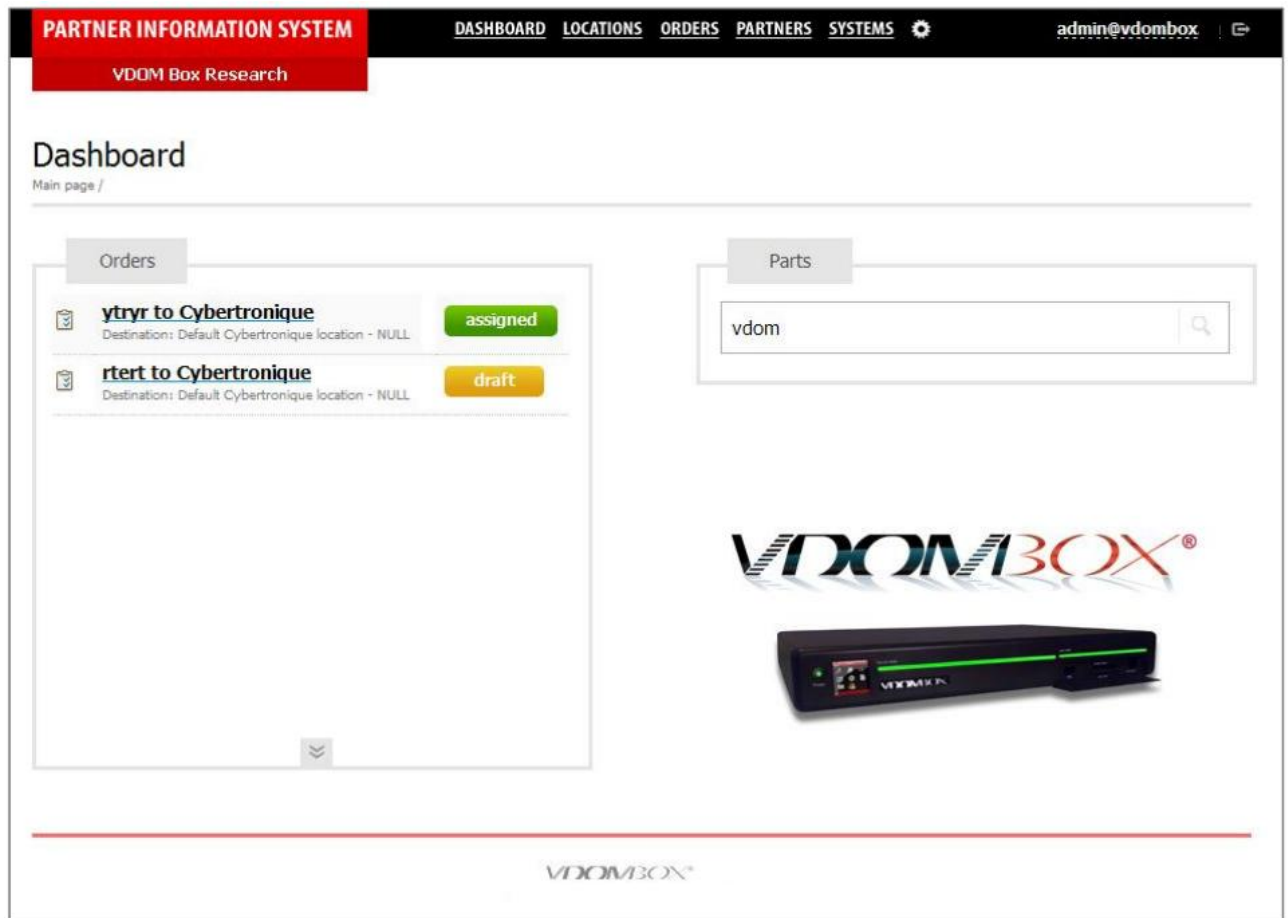 PARTNER INFORMATION SYSTEM
DASHBOARD LOCATIONS ORDERS PARTNERS SYSTEMS
admin@vdombox
VDOM Box Research
Dashboard
Main page /
Orders
ytryr to Cybertronique
Destination: Default Cybertronique location - NULL
assigned
rtert to Cybertronique
Destination: Default Cybertronique location - NULL
draft
Parts
vdom
VDOMBOX®
VDOMBOX
VDOMBOX®